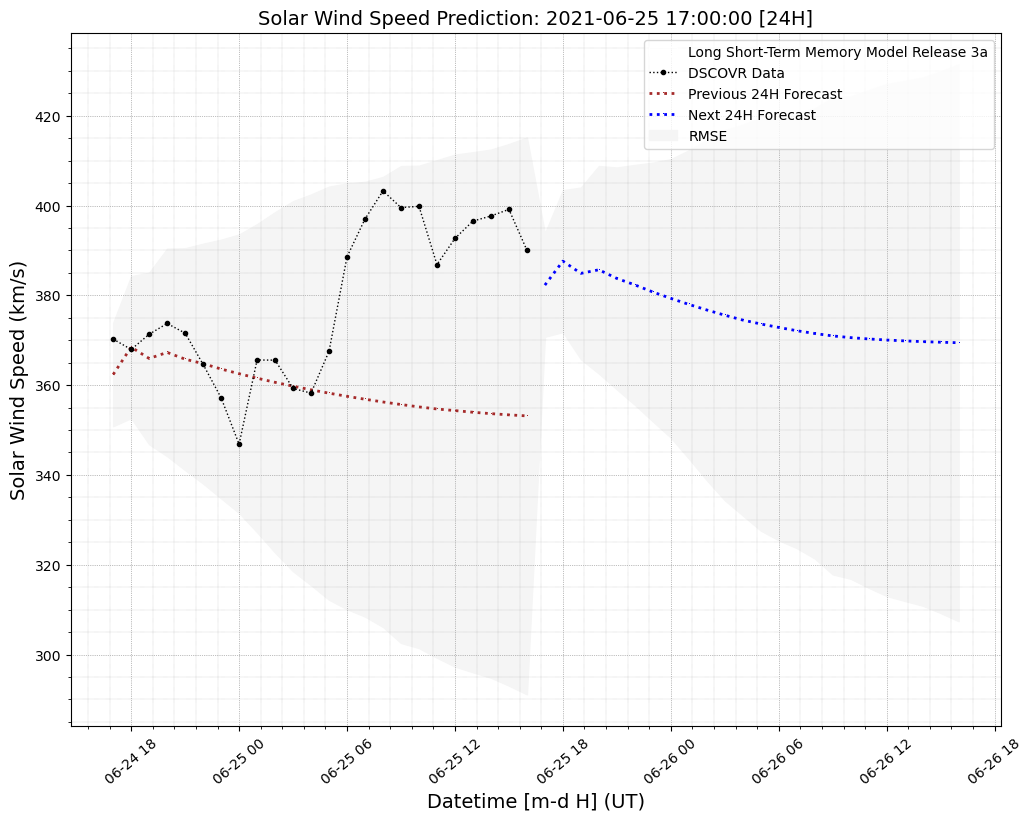 Solar Wind Speed Prediction: 2021-06-25 17:00:00 [24H]
Long Short-Term Memory Model Release 3a
DSCOVR Data
Previous 24H Forecast
Next 24H Forecast
RMSE
Solar Wind Speed (km/s)
420
400
380
360
340
320
300
06-24 18
06-25 00
06-25 06
06-25 12
06-25 18
06-26 00
06-26 06
06-26 12
06-26 18
Datetime [m-d H] (UT)